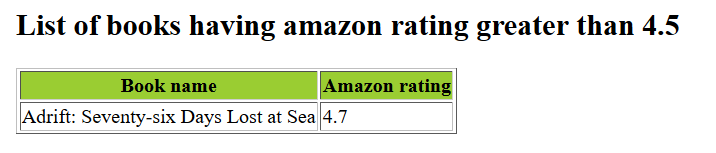 List of books having amazon rating greater than 4.5
Book name Amazon rating
Adrift: Seventy-six Days Lost at Sea 4.7